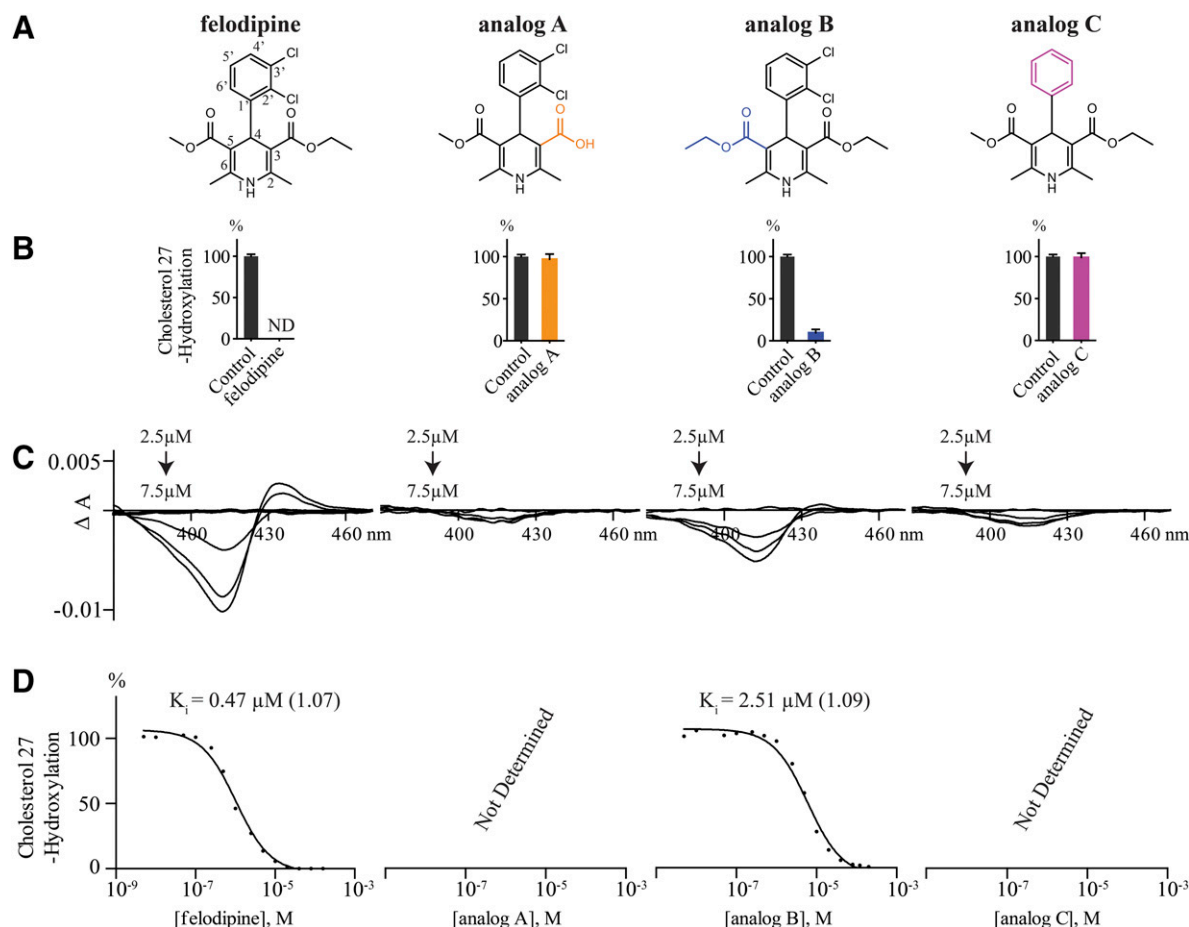 A
felodipine
analog A
analog B
analog C
4' Cl
5' 3'
6' 2' Cl
1'
O O
O 5 4 3 O
6 2
1 N
H
Cl
Cl
O O
O OH
N
H
Cl
Cl
O O
O O
N
H
O O
O O
N
H
B
Cholesterol 27
-Hydroxylation
%
100
50
0
ND
Control
felodipine
%
100
50
0
Control
analog A
%
100
50
0
Control
analog B
%
100
50
0
Control
analog C
C
Δ A
0.005
-0.01
2.5µM
7.5µM
400 430 460 nm
2.5µM
7.5µM
400 430 460 nm
2.5µM
7.5µM
400 430 460 nm
2.5µM
7.5µM
400 430 460 nm
D
Cholesterol 27
-Hydroxylation
%
100
50
0
Ki = 0.47 µM (1.07)
10-9 10-7 10-5 10-3
[felodipine], M
Not Determined
10-7 10-5 10-3
[analog A], M
Ki = 2.51 µM (1.09)
10-7 10-5 10-3
[analog B], M
Not Determined
10-7 10-5 10-3
[analog C], M